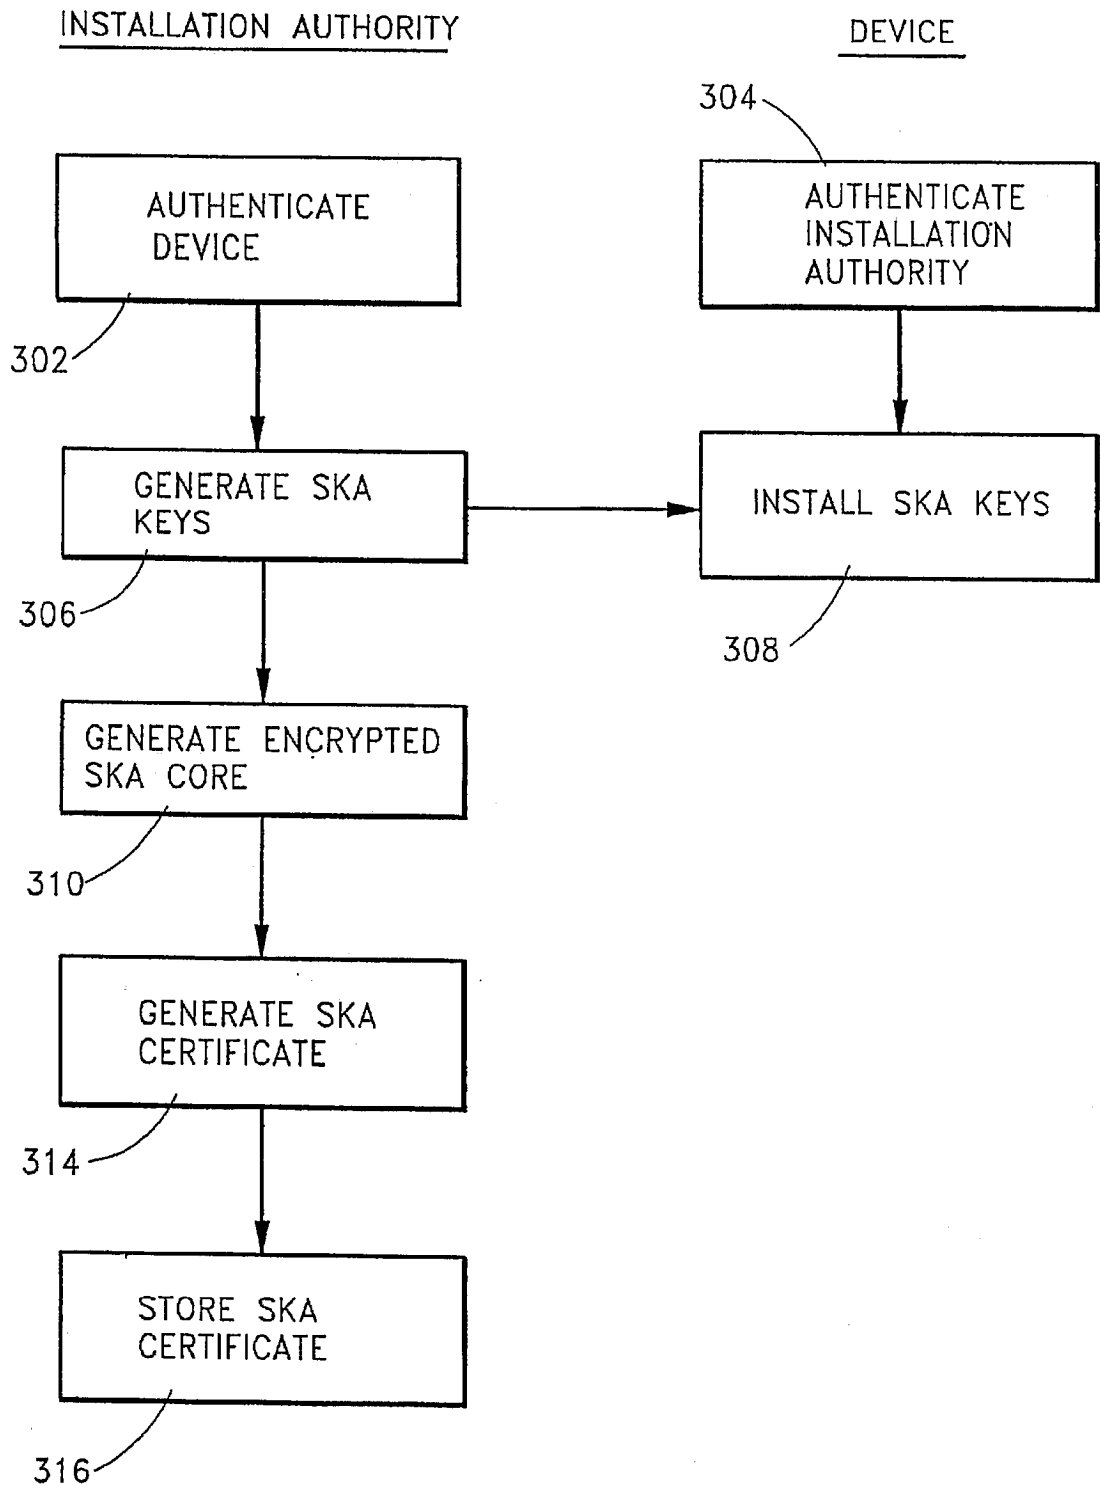 INSTALLATION AUTHORITY
DEVICE
304
AUTHENTICATE
DEVICE
AUTHENTICATE
INSTALLATION
AUTHORITY
302
GENERATE SKA
KEYS
INSTALL SKA KEYS
306
308
GENERATE ENCRYPTED
SKA CORE
310
GENERATE SKA
CERTIFICATE
314
STORE SKA
CERTIFICATE
316